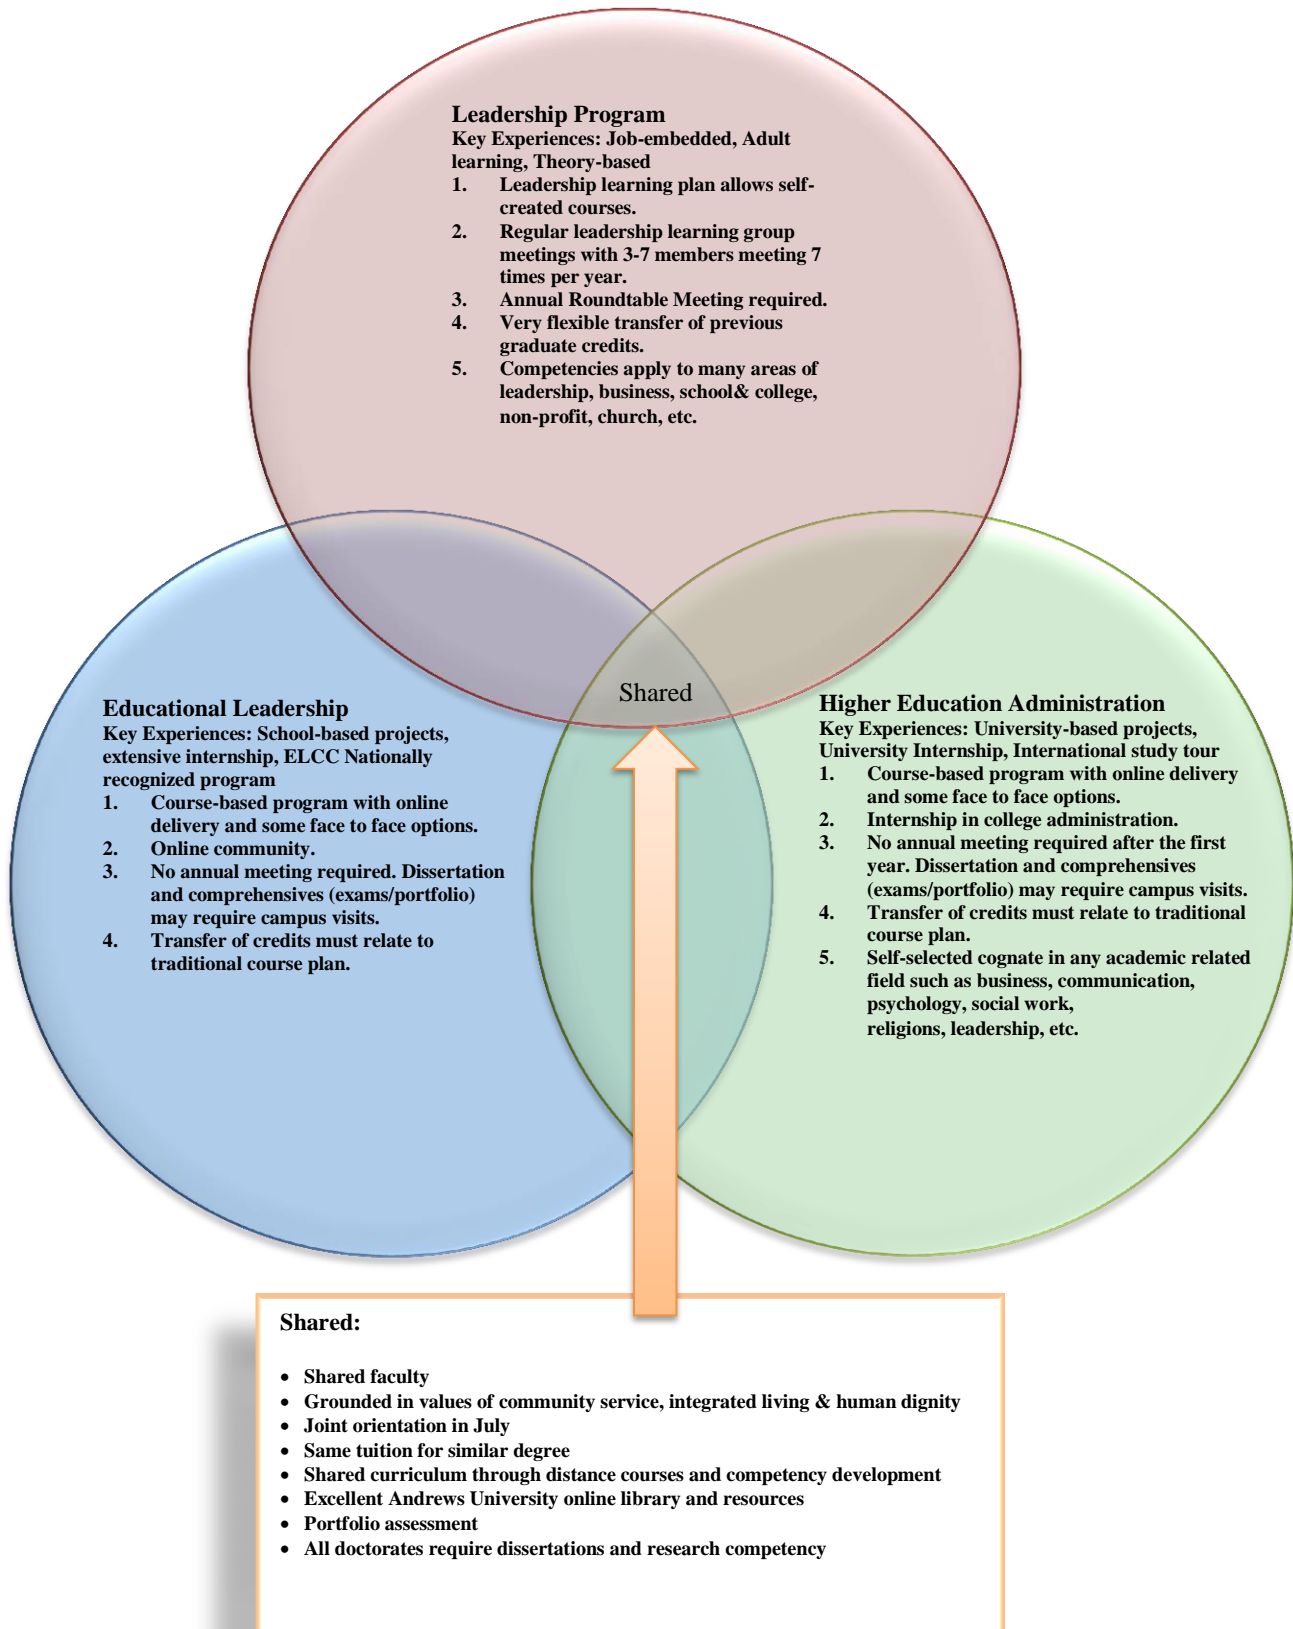 Leadership Program
Key Experiences: Job-embedded, Adult
learning, Theory-based
1. Leadership learning plan allows self-
created courses.
2. Regular leadership learning group
meetings with 3-7 members meeting 7
times per year.
3. Annual Roundtable Meeting required.
4. Very flexible transfer of previous
graduate credits.
5. Competencies apply to many areas of
leadership, business, school& college,
non-profit, church, etc.
Shared
Educational Leadership
Key Experiences: School-based projects,
extensive internship, ELCC Nationally
recognized program
1. Course-based program with online
delivery and some face to face options.
2. Online community.
3. No annual meeting required. Dissertation
and comprehensives (exams/portfolio)
may require campus visits.
4. Transfer of credits must relate to
traditional course plan.
Higher Education Administration
Key Experiences: University-based projects,
University Internship, International study tour
1. Course-based program with online delivery
and some face to face options.
2. Internship in college administration.
3. No annual meeting required after the first
year. Dissertation and comprehensives
(exams/portfolio) may require campus visits.
4. Transfer of credits must relate to traditional
course plan.
5. Self-selected cognate in any academic related
field such as business, communication,
psychology, social work,
religions, leadership, etc.
Shared:
• Shared faculty
• Grounded in values of community service, integrated living & human dignity
• Joint orientation in July
• Same tuition for similar degree
• Shared curriculum through distance courses and competency development
• Excellent Andrews University online library and resources
• Portfolio assessment
• All doctorates require dissertations and research competency